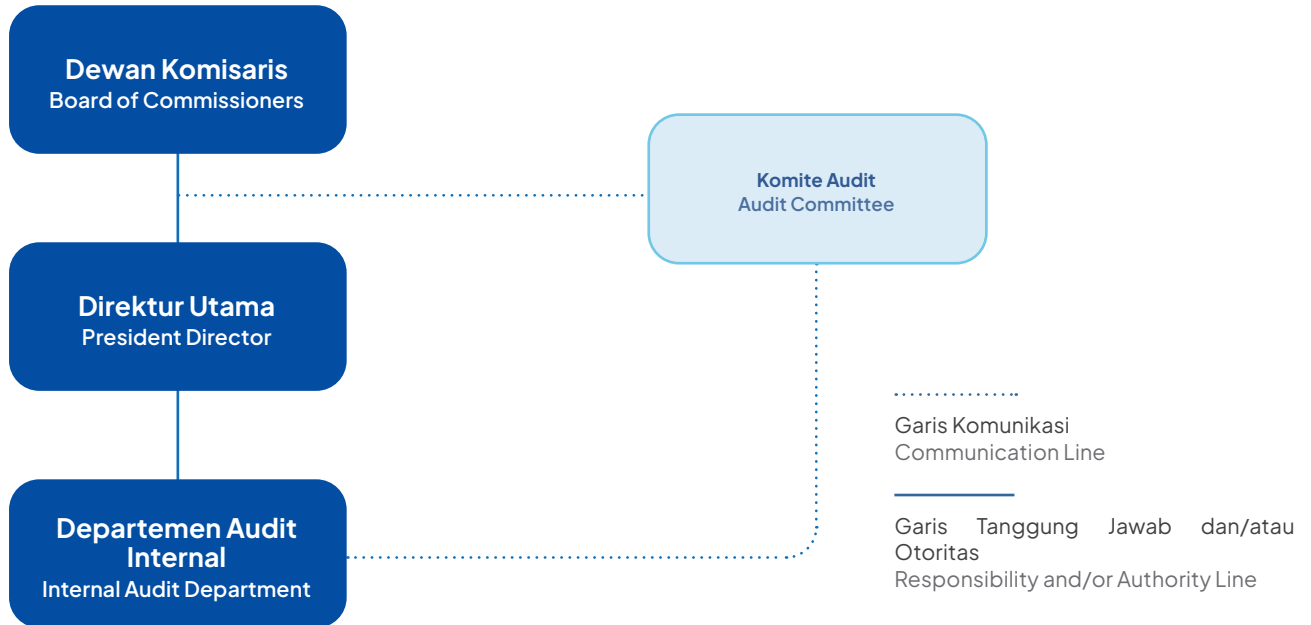 Dewan Komisaris
Board of Commissioners
Komite Audit
Audit Committee
Direktur Utama
President Director
Garis Komunikasi
Communication Line
Departemen Audit
Internal
Internal Audit Department
Garis Tanggung Jawab dan/atau
Otoritas
Responsibility and/or Authority Line